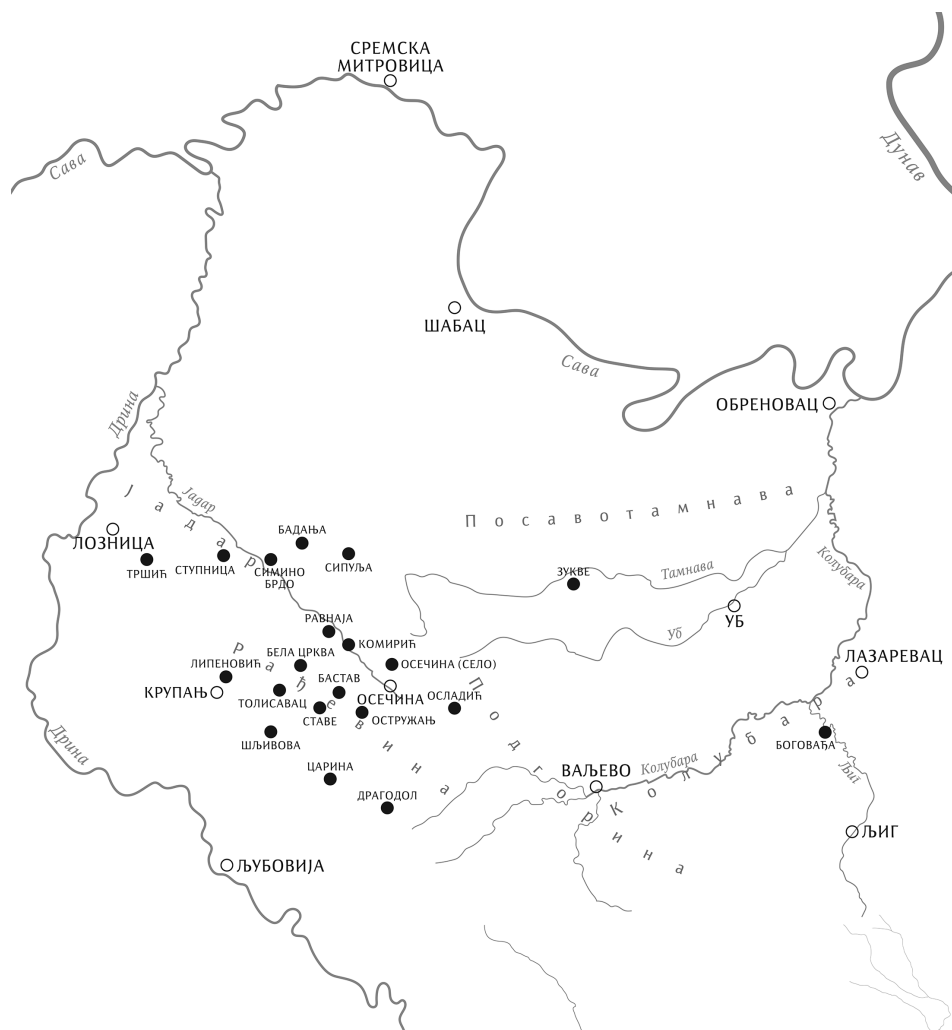 СРЕМСКА
МИТРОВИЦА
Сава
Дунав
ШАБАЦ
Сава
ОБРЕНОВАЦ
Дрина
Јадар
Јадар
Посавотамнава
ЛОЗНИЦА
ТРШИЋ
СТУПНИЦА
БАДАЊА
СИМИНО
БРДО
СИПУЉА
ЗУКВЕ
Тамнава
Колубара
УБ
Уб
РАВНАЈА
КОМИРИЋ
Рађевина
БЕЛА ЦРКВА
ЛИПЕНОВИЋ
ОСЕЧИНА (СЕЛО)
ЛАЗАРЕВАЦ
КРУПАЊ
ТОЛИСАВАЦ
БАСТАВ
ОСЕЧИНА
ОСЛАДИЋ
СТАВЕ
ОСТРУЖАЊ
Подгорина
Колубара
ШЉИВОВА
БОГОВАЂА
Дрина
ЦАРИНА
ВАЉЕВО
Колубара
Љиг
ДРАГОДОЛ
ЉИГ
ЉУБОВИЈА